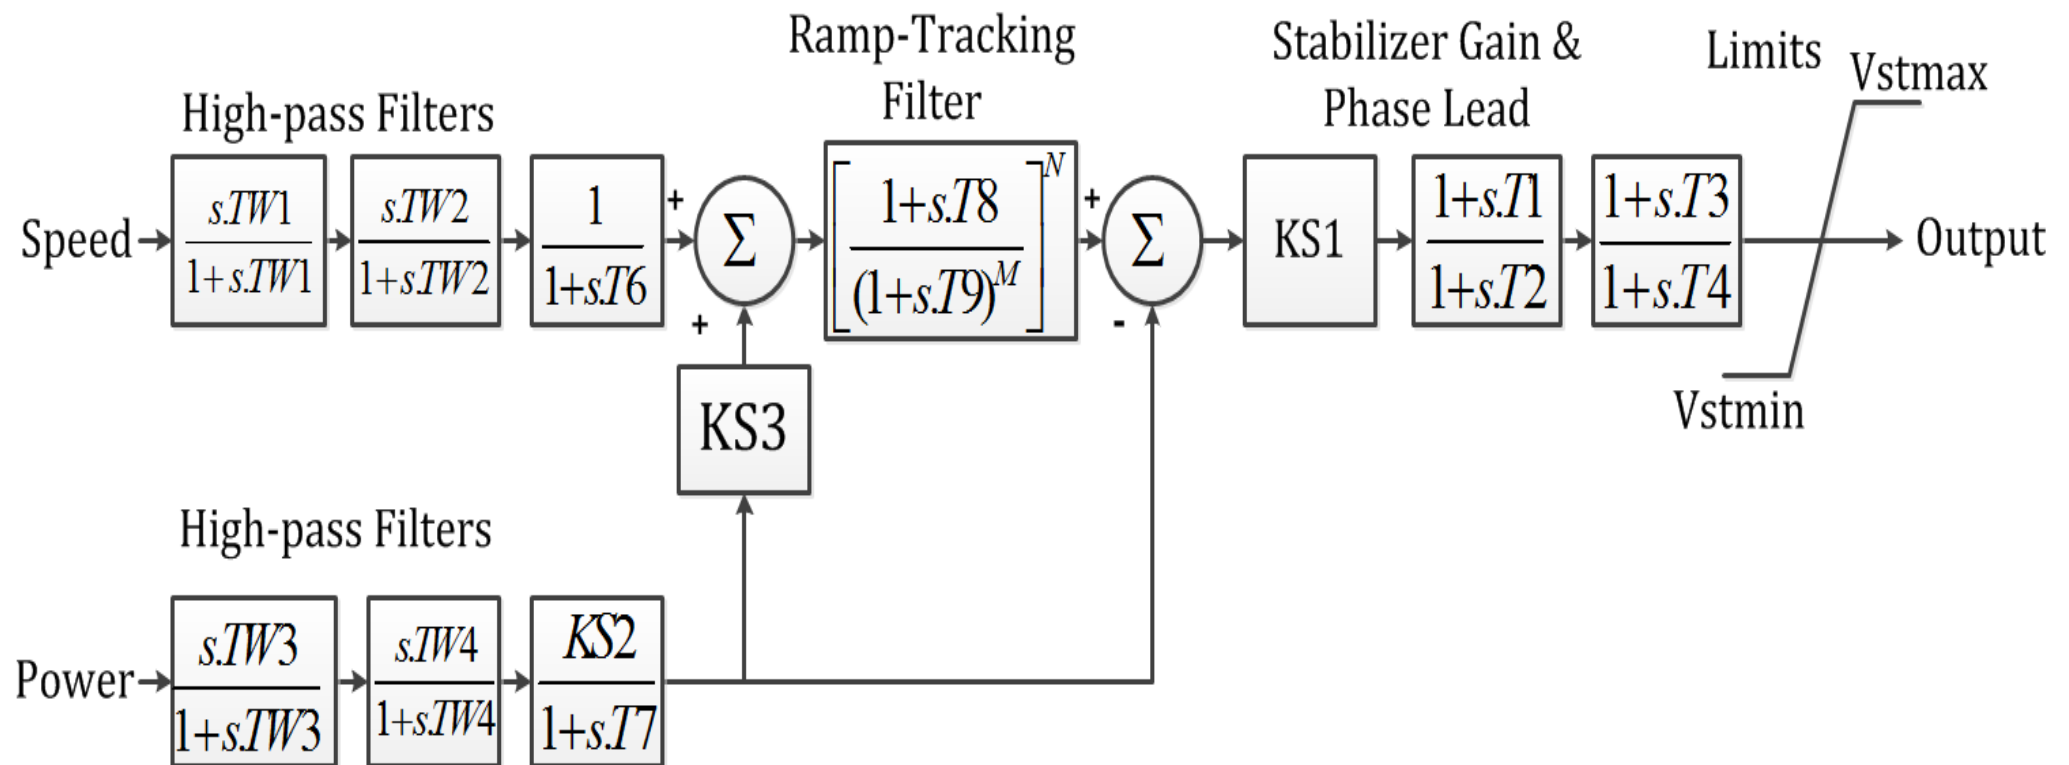 Ramp-Tracking
Filter
Stabilizer Gain &
Phase Lead
Limits
Vstmax
High-pass Filters
Speed
s.TW1
1+s.TW1
s.TW2
1+s.TW2
1
1+s.T6
+
+
Σ
[1+s.T8
(1+s.T9)^M]^N
+
-
Σ
KS1
1+s.T1
1+s.T2
1+s.T3
1+s.T4
Output
Vstmin
KS3
High-pass Filters
Power
s.TW3
1+s.TW3
s.TW4
1+s.TW4
KS2
1+s.T7